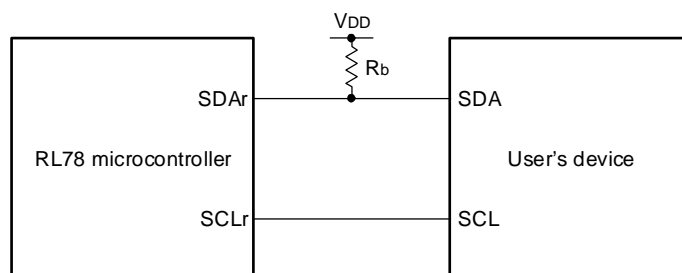 VDD
Rb
SDAr
SDA
RL78 microcontroller
User's device
SCLr
SCL